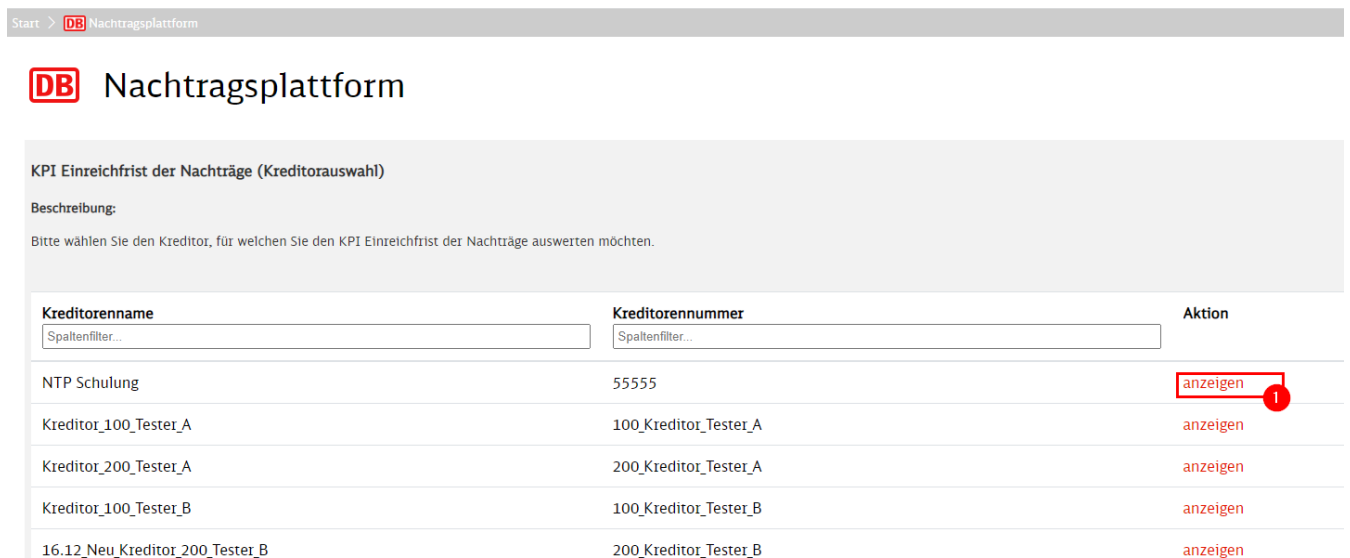 Start > DB Nachtragsplattform
DB Nachtragsplattform
KPI Einreichfrist der Nachträge (Kreditorauswahl)
Beschreibung:
Bitte wählen Sie den Kreditor, für welchen Sie den KPI Einreichfrist der Nachträge auswerten möchten.
Kreditorenname Kreditorennummer Aktion
Spaltenfilter... Spaltenfilter...
NTP Schulung 55555 anzeigen 1
Kreditor_100_Tester_A 100_Kreditor_Tester_A anzeigen
Kreditor_200_Tester_A 200_Kreditor_Tester_A anzeigen
Kreditor_100_Tester_B 100_Kreditor_Tester_B anzeigen
16.12_Neu_Kreditor_200_Tester_B 200_Kreditor_Tester_B anzeigen